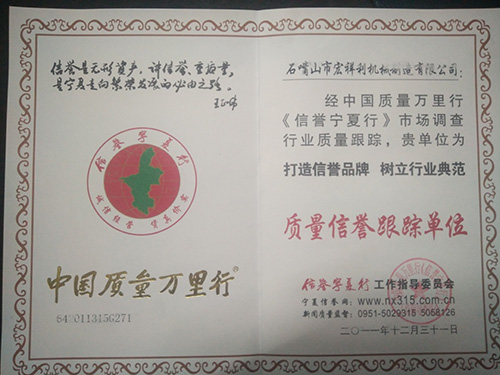 信誉是无形资产，讲信誉、重质量，
是宁夏走向繁荣发展的必由之路。
王正伟
信誉宁夏行
诚信经营 货真价实
中国质量万里行®
石嘴山市宏祥利机械制造有限公司：
经中国质量万里行
《信誉宁夏行》市场调查
行业质量跟踪，贵单位为
打造信誉品牌 树立行业典范
质量信誉跟踪单位
信誉宁夏行工作指导委员会
宁夏信誉网：www.nx315.com.cn
新闻质量监督：0951-5029315 5058126
二〇一一年十二月三十一日